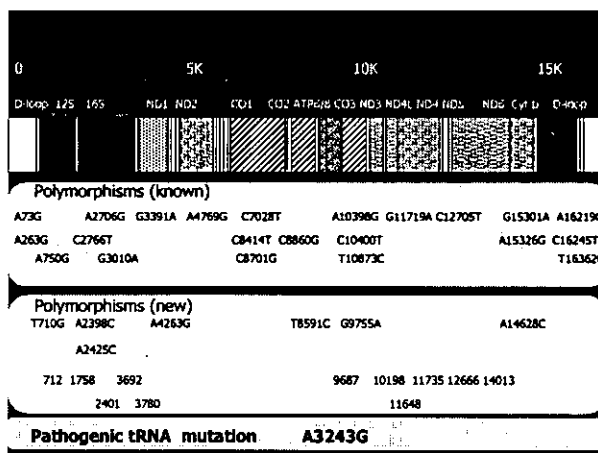 0 5K 10K 15K
D-loop 12S 16S ND1 ND2 CO1 CO2 ATP6/8 CO3 ND3 ND4L ND4 ND5 ND6 Cyt b D-loop
Polymorphisms (known)
A73G A2706G G3391A A4769G C7028T A10398G G11719A C12705T G15301A A16219G
A263G C2766T C8414T C8860G C10400T A15326G C16245T
A750G G3010A C8701G T10873C T16362C
Polymorphisms (new)
T710G A2398C A4263G T8591C G9755A A14628C
A2425C
712 1758 3692 9687 10198 11735 12666 14013
2401 3780 11648
Pathogenic tRNA mutation A3243G